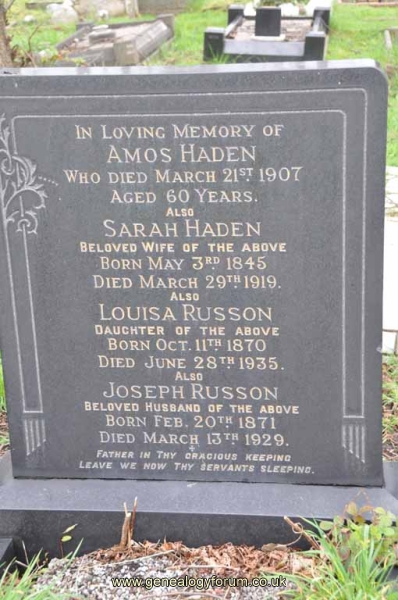 In Loving Memory of
Amos Haden
Who died March 21st 1907
Aged 60 Years.
Also
Sarah Haden
Beloved Wife of the above
Born May 3rd 1845
Died March 29th 1919.
Also
Louisa Russon
Daughter of the above
Born Oct. 11th 1870
Died June 28th 1935.
Also
Joseph Russon
Beloved Husband of the above
Born Feb. 20th 1871
Died March 13th 1929.
Father in Thy gracious keeping
Leave we now Thy servants sleeping.
www.genealogyforum.co.uk